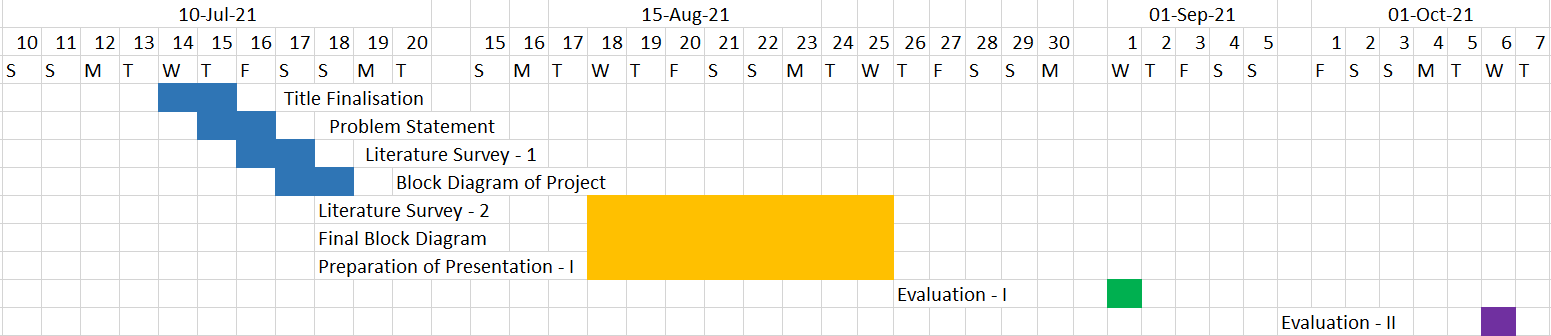 10-Jul-21 15-Aug-21 01-Sep-21 01-Oct-21
10 11 12 13 14 15 16 17 18 19 20 15 16 17 18 19 20 21 22 23 24 25 26 27 28 29 30 1 2 3 4 5 1 2 3 4 5 6 7
S S M T W T F S S M T S M T W T F S S M T W T F S S M W T F S S F S S M T W T
Title Finalisation
Problem Statement
Literature Survey - 1
Block Diagram of Project
Literature Survey - 2
Final Block Diagram
Preparation of Presentation - I
Evaluation - I
Evaluation - II